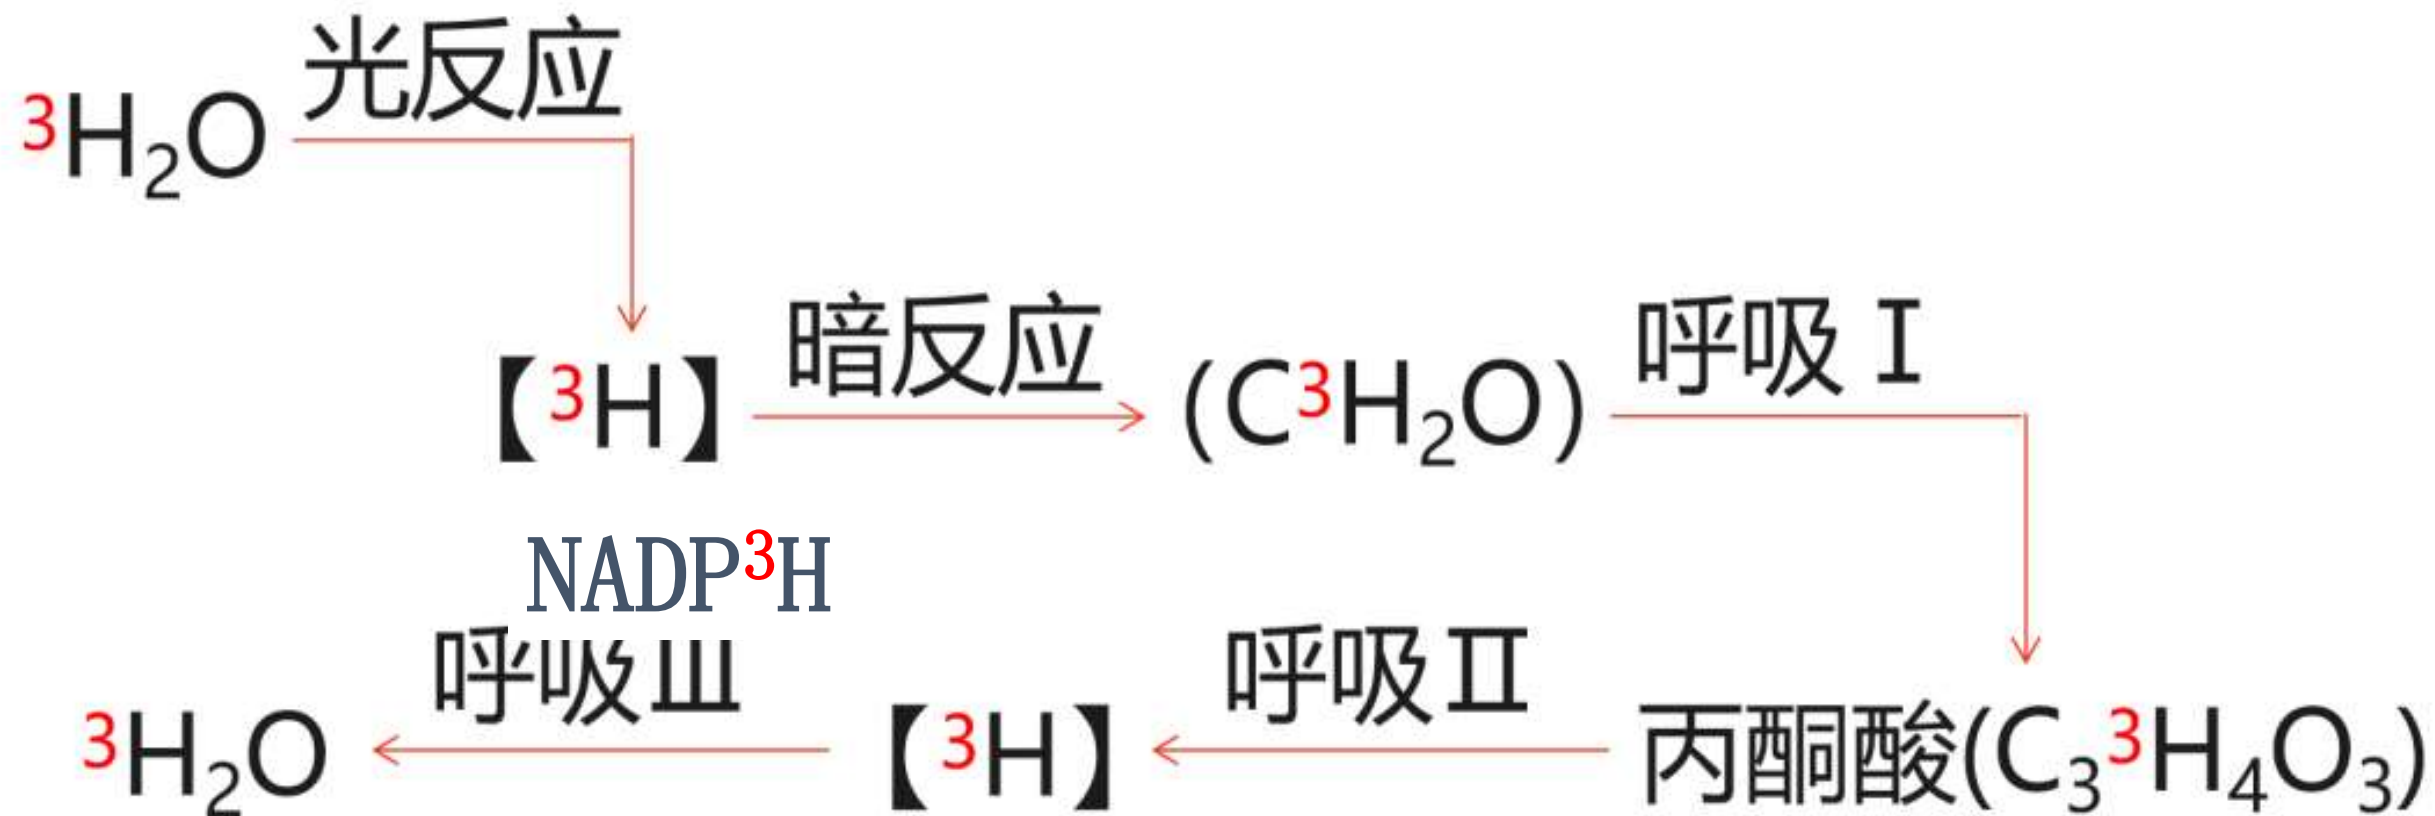 ³H₂O 光反应
【³H】 暗反应 (C³H₂O) 呼吸Ⅰ
NADP³H
³H₂O 呼吸Ⅲ 【³H】 呼吸Ⅱ 丙酮酸(C₃³H₄O₃)